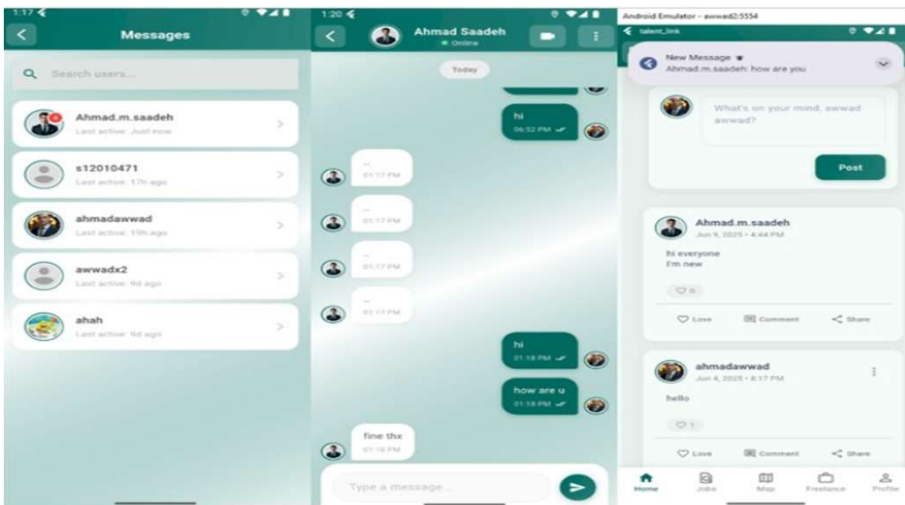 1:17
Messages
Search users...
Ahmad.m.saadeh
Last active: Just now
s12010471
Last active: 17h ago
ahmadawwad
Last active: 19h ago
awwadx2
Last active: 9d ago
ahah
Last active: 9d ago
1:20
Ahmad Saadeh
Online
Today
hi
06:52 PM
..
01:17 PM
..
01:17 PM
..
01:17 PM
..
01:17 PM
hi
01:18 PM
how are u
01:18 PM
fine thx
01:18 PM
Type a message...
Android Emulator - awwad2:5554
talent_link
New Message
Ahmad.m.saadeh: how are you
What's on your mind, awwad
awwad?
Post
Ahmad.m.saadeh
Jun 9, 2025 • 4:44 PM
hi everyone
I'm new
0
Love Comment Share
ahmadawwad
Jun 4, 2025 • 8:17 PM
hello
1
Love Comment Share
Home Jobs Map Freelance Profile